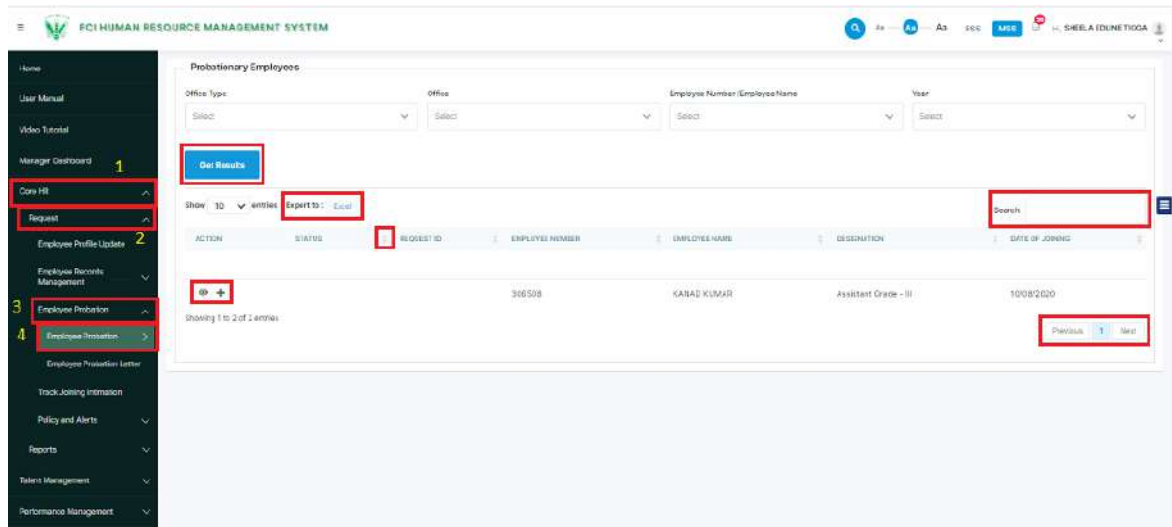 FCI HUMAN RESOURCE MANAGEMENT SYSTEM
Aa Aa Aa
MSS
Home
User Manual
Video Tutorial
Manager Dashboard
1
Core HR
Request
2
Employee Profile Update
Employee Records
Management
3
Employee Probation
4
Employee Probation
Employee Probation Letter
Track Joining Intimation
Policy and Alerts
Reports
Talent Management
Performance Management
Probationary Employees
Office Type Office Employee Number/Employee Name Year
Select Select Select Select
Get Results
Show 10 entries Export to : Excel
Search
ACTION STATUS REQUEST ID EMPLOYEE NUMBER EMPLOYEE NAME DESIGNATION DATE OF JOINING
KANAD KUMAR Assistant Grade - III 10/08/2020
Showing 1 to 2 of 2 entries
Previous 1 Next